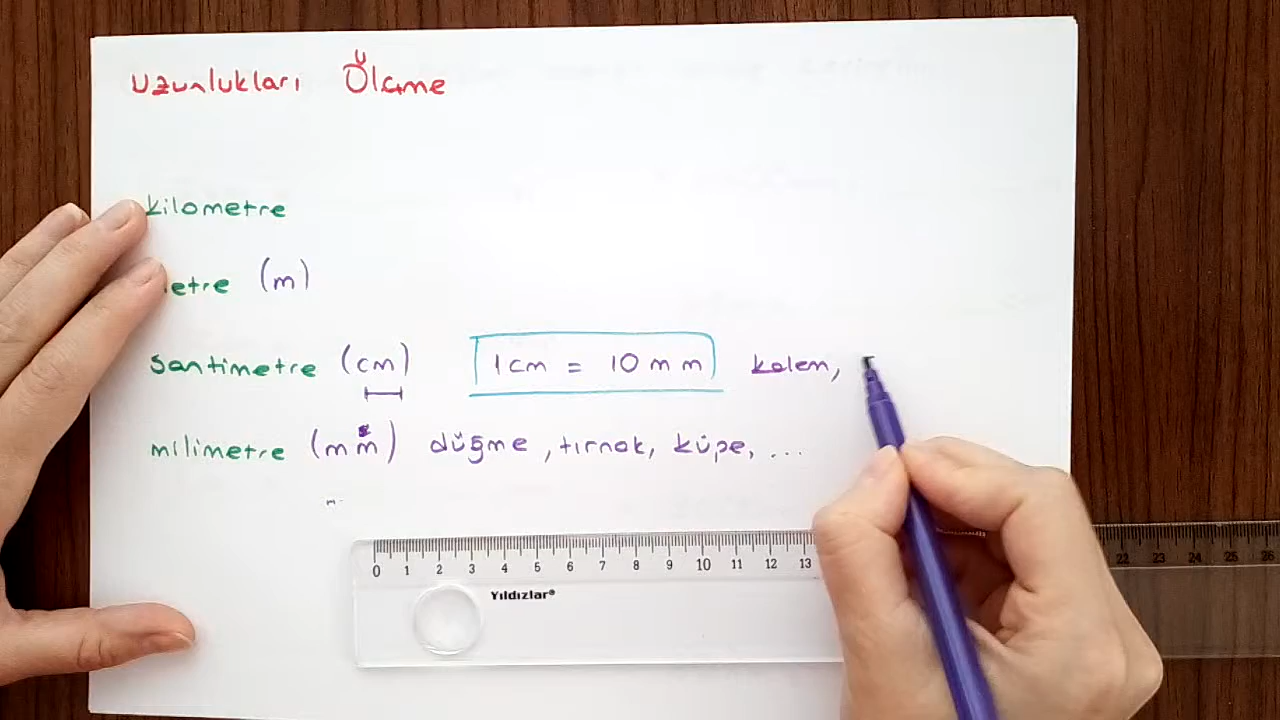 Uzunlukları Ölçme
kilometre
etre (m)
santimetre (cm) 1cm = 10 mm kalem,
milimetre (mm) düğme, tırnak, küpe, ...
0 1 2 3 4 5 6 7 8 9 10 11 12 13 22 23 24 25 26
Yıldızlar®